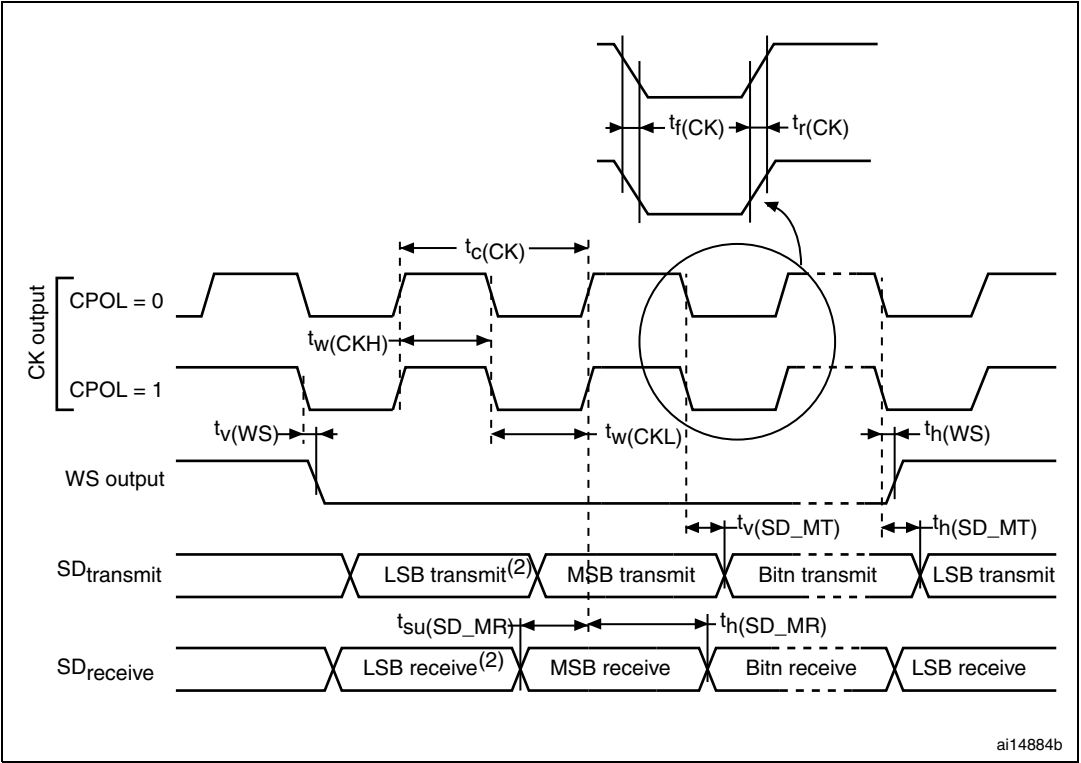 tf(CK)
tr(CK)
tc(CK)
CK output
CPOL = 0
tw(CKH)
CPOL = 1
tv(WS)
tw(CKL)
th(WS)
WS output
tv(SD_MT)
th(SD_MT)
SDtransmit
LSB transmit(2)
MSB transmit
Bitn transmit
LSB transmit
tsu(SD_MR)
th(SD_MR)
SDreceive
LSB receive(2)
MSB receive
Bitn receive
LSB receive
ai14884b